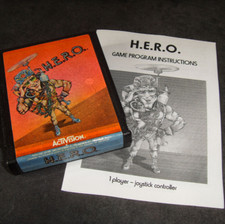 H.E.R.O.
ACTIVISION
H.E.R.O.
GAME PROGRAM INSTRUCTIONS
1 player – joystick controller